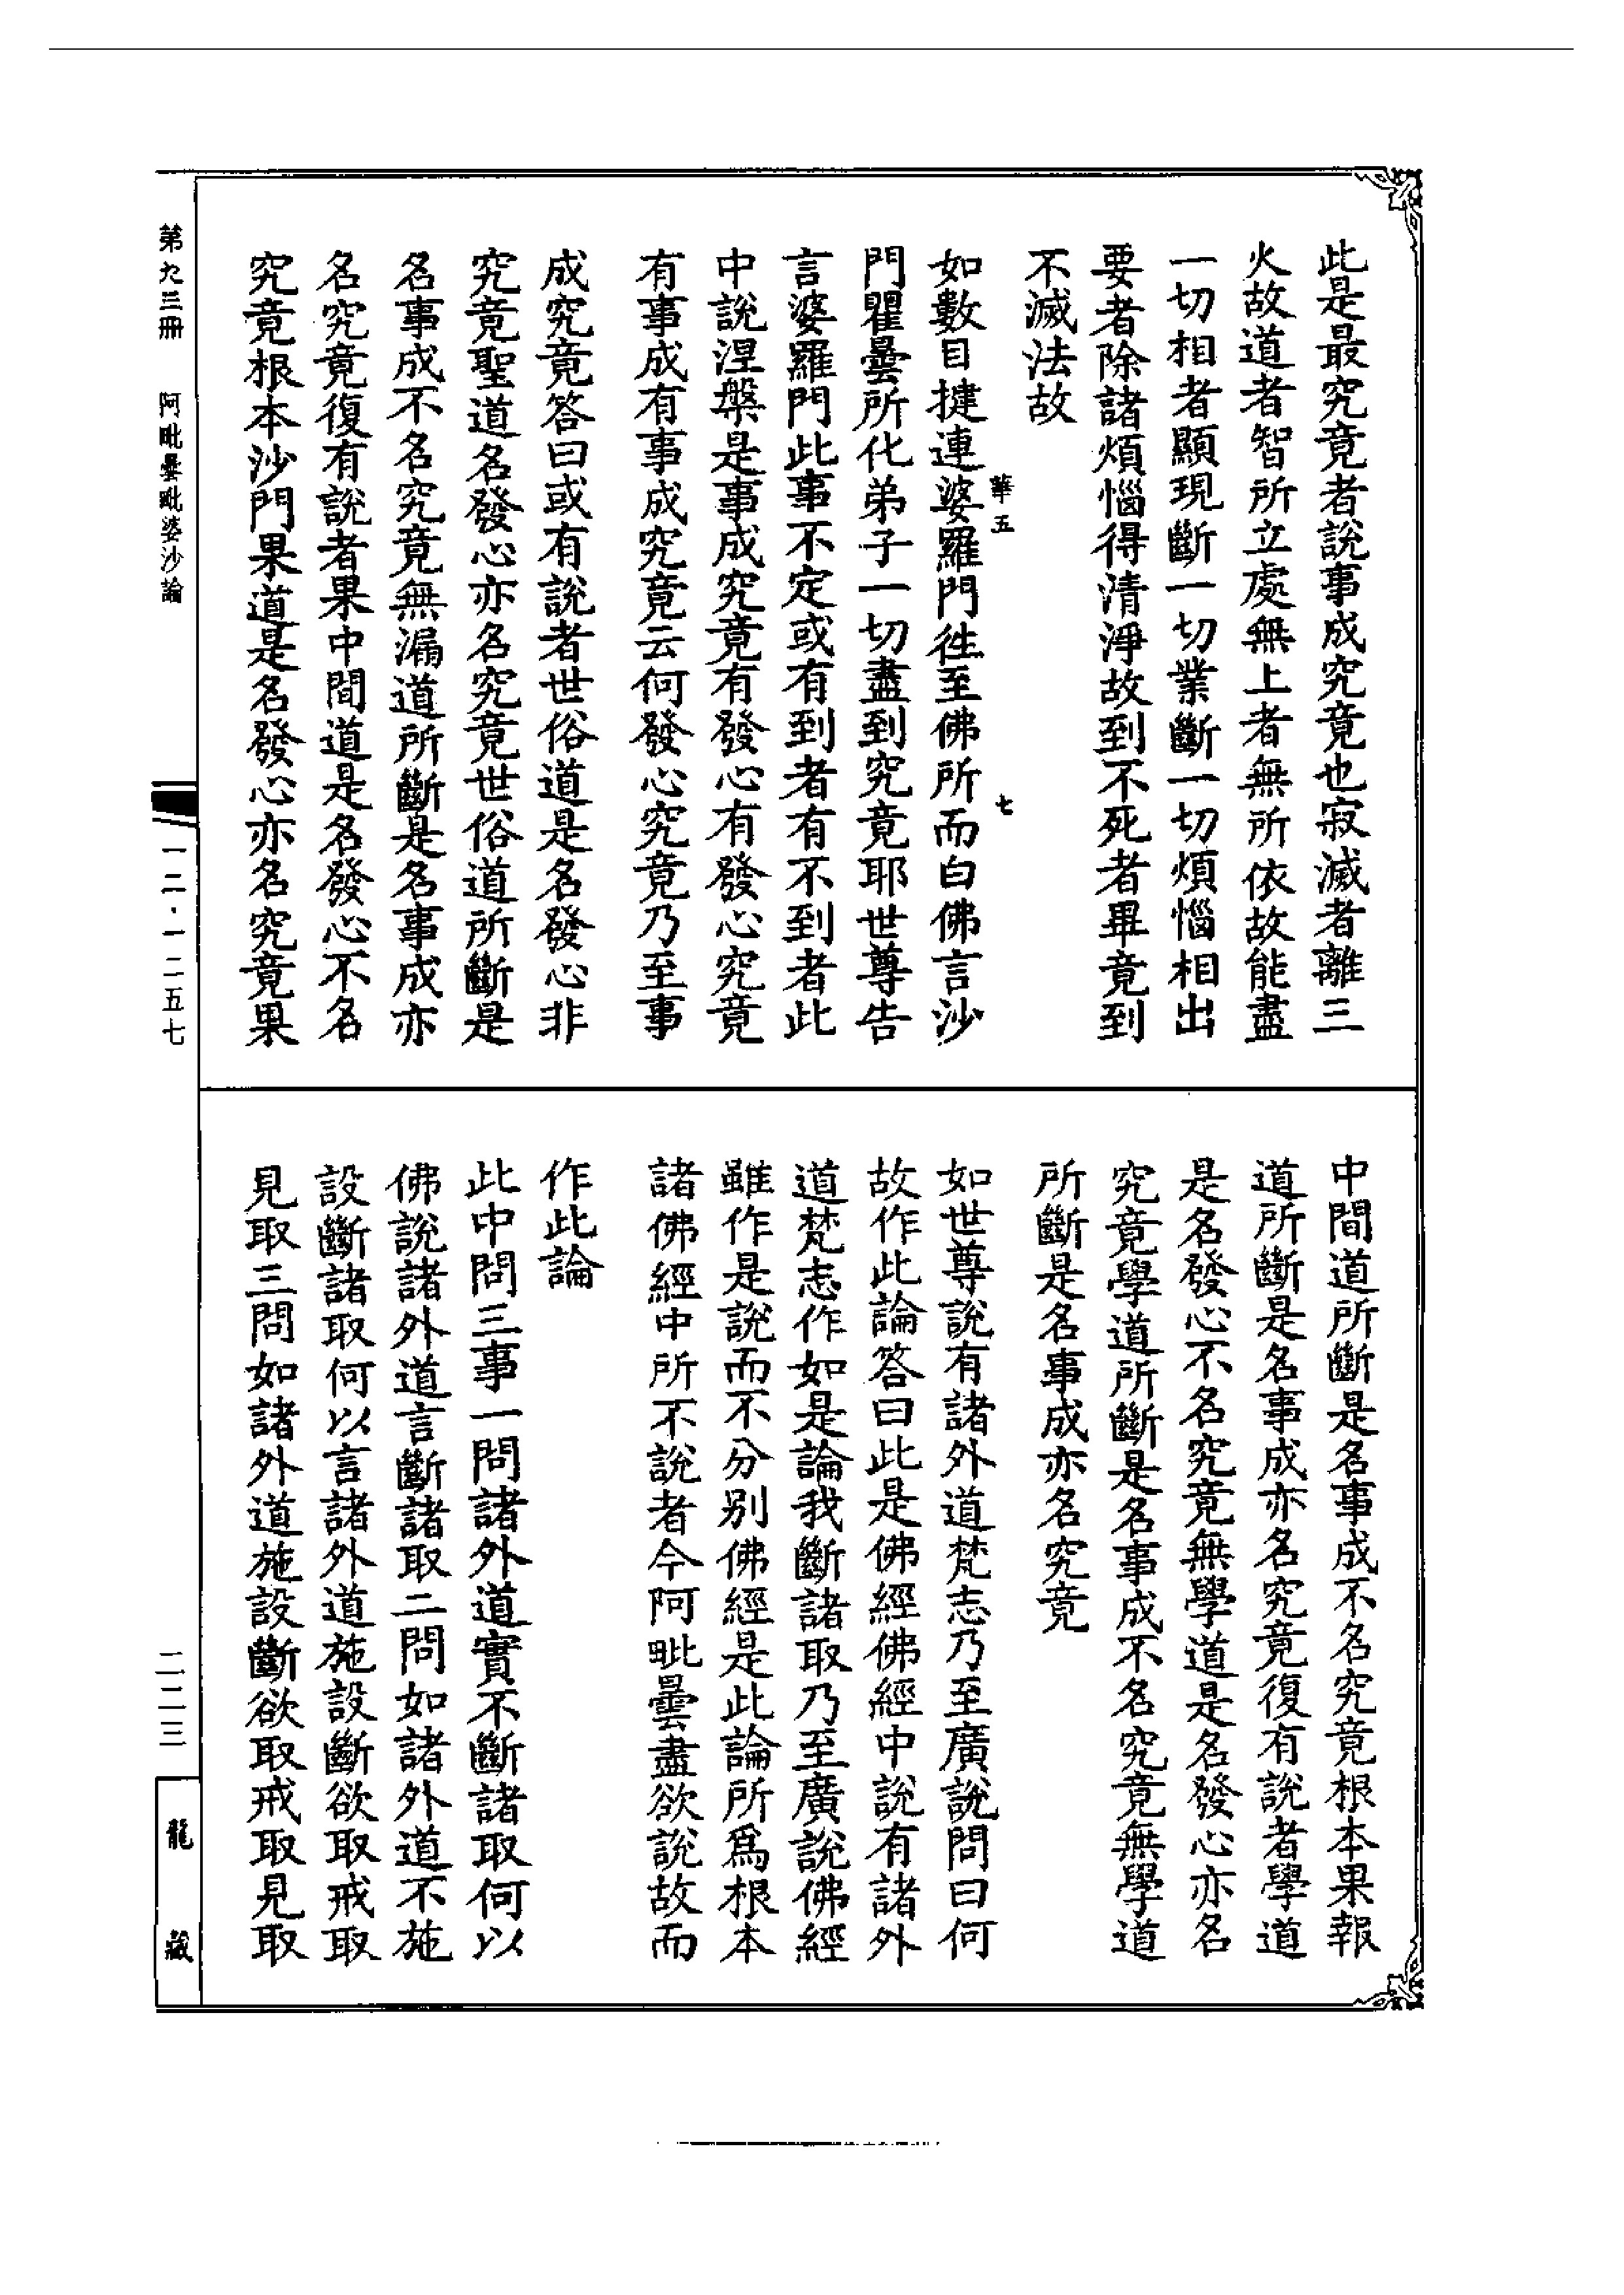 此是最究竟者說事成究竟也寂滅者離三
火故道者智所立處無上者無所依故能盡
一切相者顯現斷一切業斷一切煩惱相出
要者除諸煩惱得清淨故到不死者畢竟到
不滅法故
華五 七
如數目揵連婆羅門徃至佛所而白佛言沙
門瞿曇所化弟子一切盡到究竟耶世尊告
言婆羅門此事不定或有到者有不到者此
中說涅槃是事成究竟有發心有發心究竟
有事成有事成究竟云何發心究竟乃至事
成究竟答曰或有說者世俗道是名發心非
究竟聖道名發心亦名究竟世俗道所斷是
名事成不名究竟無漏道所斷是名事成亦
名究竟復有說者果中間道是名發心不名
究竟根本沙門果道是名發心亦名究竟果
中間道所斷是名事成不名究竟根本果報
道所斷是名事成亦名究竟復有說者學道
是名發心不名究竟無學道是名發心亦名
究竟學道所斷是名事成不名究竟無學道
所斷是名事成亦名究竟
如世尊說有諸外道梵志乃至廣說問曰何
故作此論答曰此是佛經佛經中說有諸外
道梵志作如是論我斷諸取乃至廣說佛經
雖作是說而不分別佛經是此論所爲根本
諸佛經中所不說者今阿毗曇盡欲說故而
作此論
此中問三事一問諸外道實不斷諸取何以
佛說諸外道言斷諸取二問如諸外道不施
設斷諸取何以言諸外道施設斷欲取戒取
見取三問如諸外道施設斷欲取戒取見取
第九三冊 阿毗曇毗婆沙論
一二·一二五七
二二三
龍藏